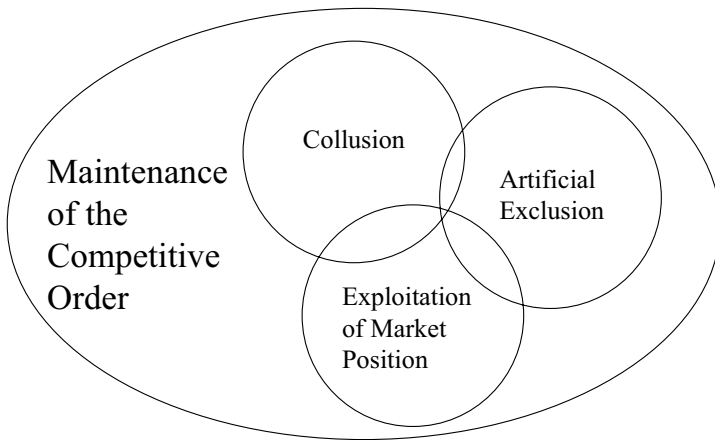 Collusion
Artificial
Exclusion
Maintenance
of the
Competitive
Order
Exploitation
of Market
Position